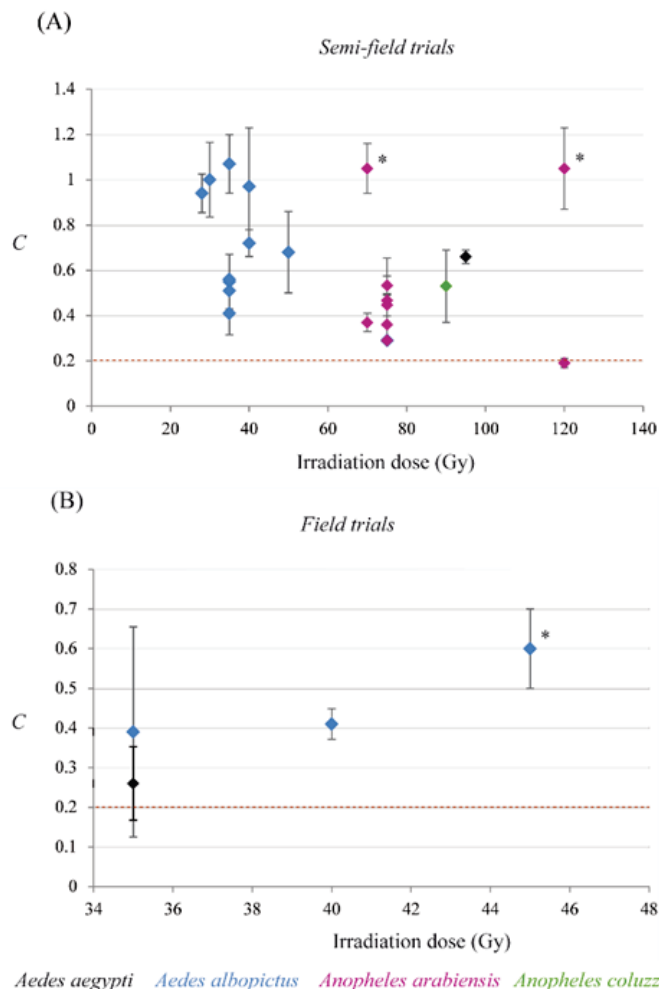 (A)
Semi-field trials
1.4
1.2
*
*
1
0.8
C
0.6
0.4
0.2
0
0 20 40 60 80 100 120 140
Irradiation dose (Gy)
(B)
Field trials
0.8
0.7
*
0.6
0.5
C
0.4
0.3
0.2
0.1
0
34 36 38 40 42 44 46 48
Irradiation dose (Gy)
Aedes aegypti Aedes albopictus Anopheles arabiensis Anopheles coluzz